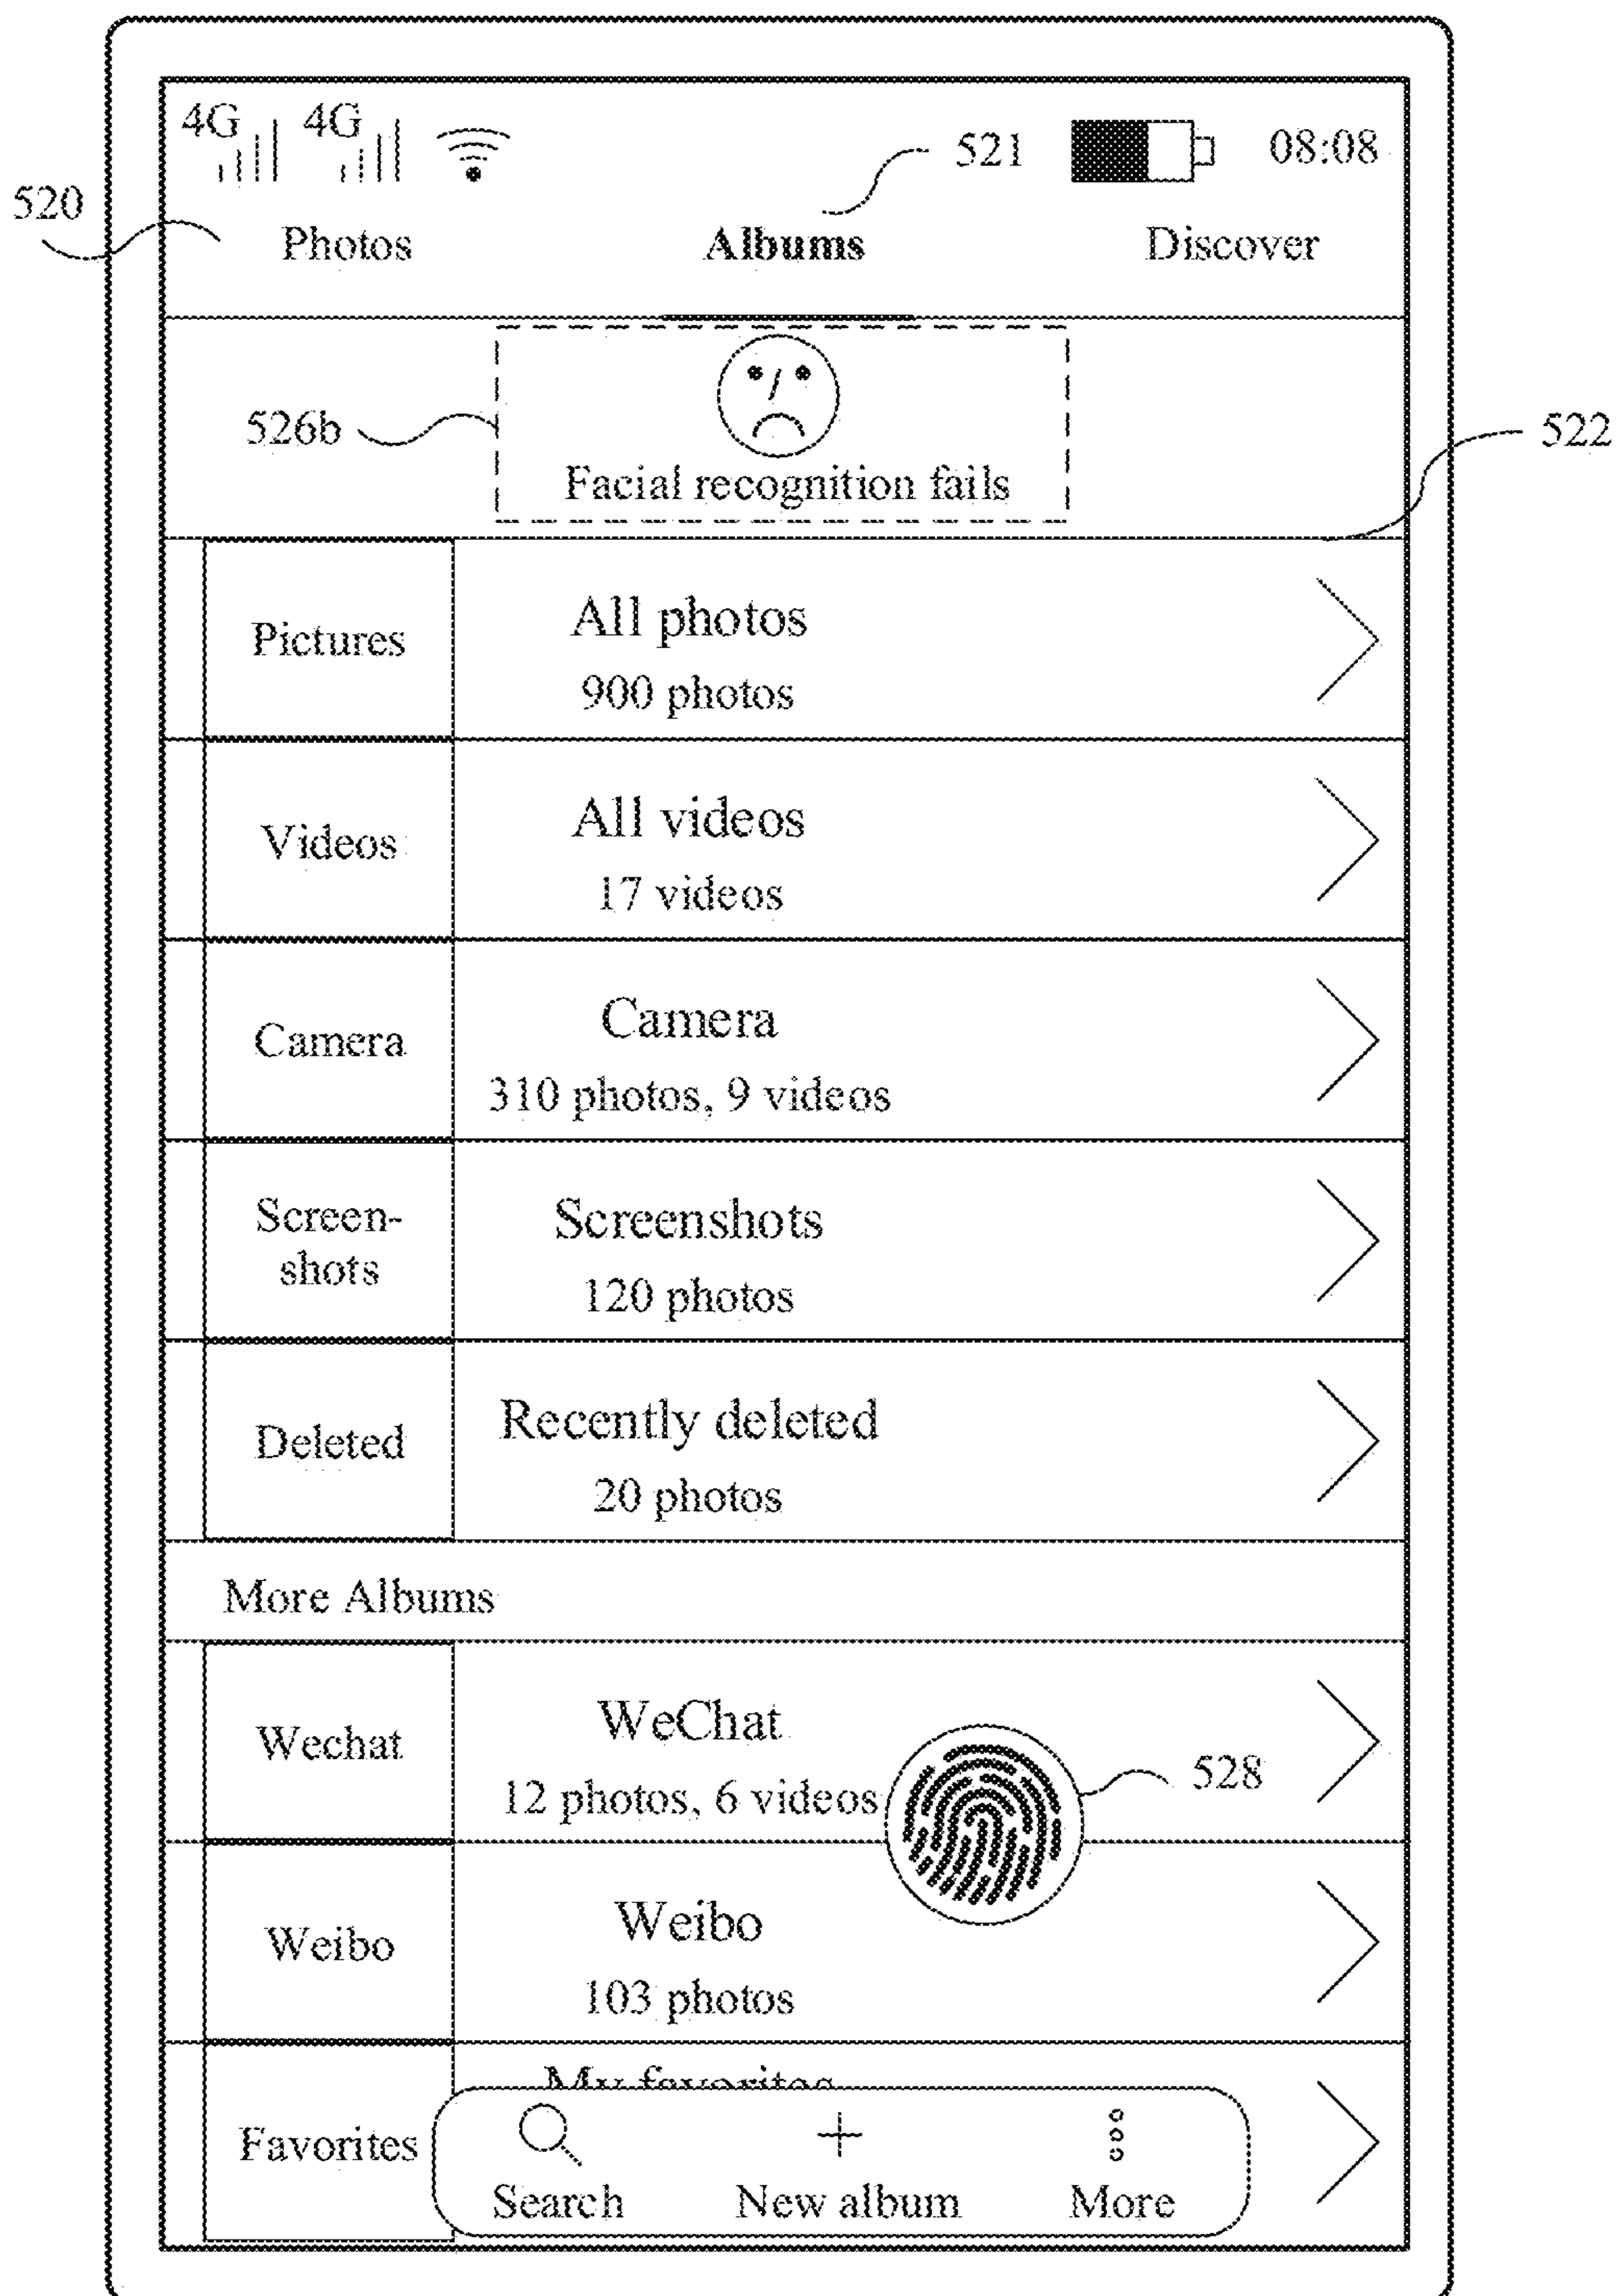 4G 4G 521 08:08
520
Photos Albums Discover
526b
522
Facial recognition fails
Pictures
All photos
900 photos
Videos
All videos
17 videos
Camera
Camera
310 photos, 9 videos
Screen-
shots
Screenshots
120 photos
Deleted
Recently deleted
20 photos
More Albums
Wechat
WeChat
12 photos, 6 videos
528
Weibo
Weibo
103 photos
My favorites
Favorites
Search New album More